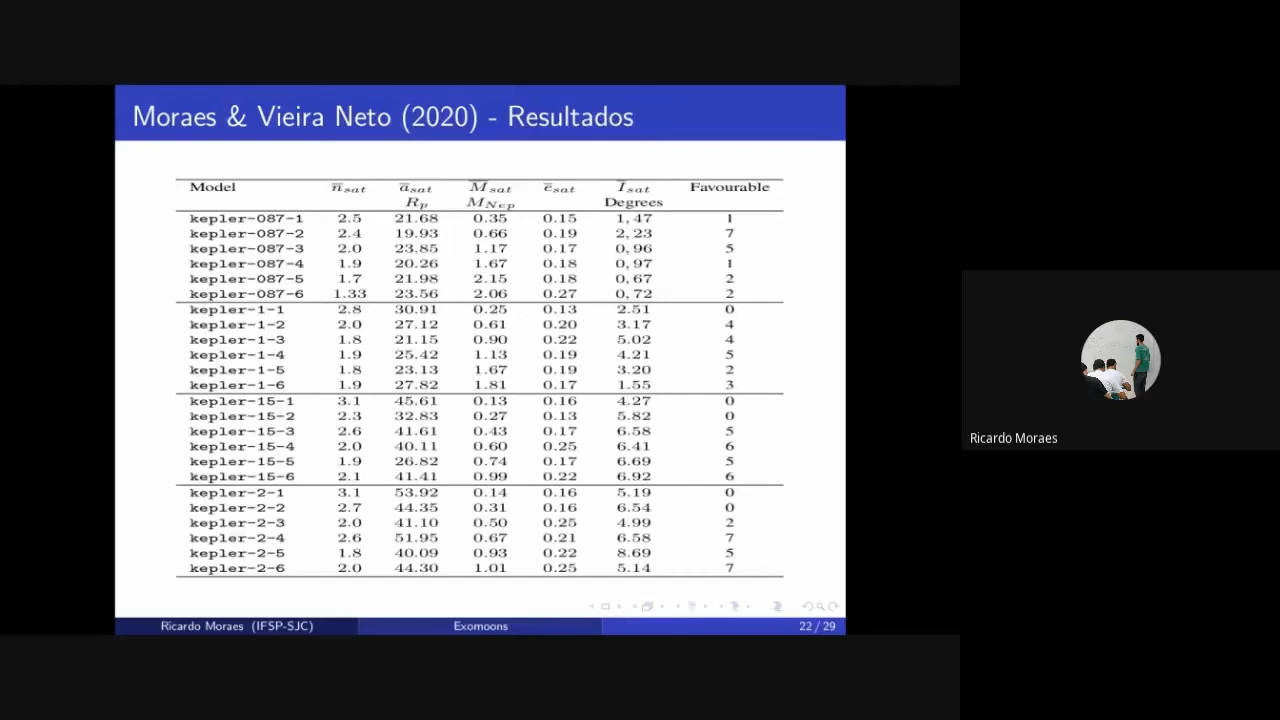 Moraes & Vieira Neto (2020) - Resultados
Model n̅sat a̅sat M̅sat e̅sat I̅sat Favourable
Rp MNep Degrees
kepler-087-1 2.5 21.68 0.35 0.15 1,47 1
kepler-087-2 2.4 19.93 0.66 0.19 2,23 7
kepler-087-3 2.0 23.85 1.17 0.17 0,96 5
kepler-087-4 1.9 20.26 1.67 0.18 0,97 1
kepler-087-5 1.7 21.98 2.15 0.18 0,67 2
kepler-087-6 1.33 23.56 2.06 0.27 0,72 2
kepler-1-1 2.8 30.91 0.25 0.13 2.51 0
kepler-1-2 2.0 27.12 0.61 0.20 3.17 4
kepler-1-3 1.8 21.15 0.90 0.22 5.02 4
kepler-1-4 1.9 25.42 1.13 0.19 4.21 5
kepler-1-5 1.8 23.13 1.67 0.19 3.20 2
kepler-1-6 1.9 27.82 1.81 0.17 1.55 3
kepler-15-1 3.1 45.61 0.13 0.16 4.27 0
kepler-15-2 2.3 32.83 0.27 0.13 5.82 0
kepler-15-3 2.6 41.61 0.43 0.17 6.58 5
kepler-15-4 2.0 40.11 0.60 0.25 6.41 6
kepler-15-5 1.9 26.82 0.74 0.17 6.69 5
kepler-15-6 2.1 41.41 0.99 0.22 6.92 6
kepler-2-1 3.1 53.92 0.14 0.16 5.19 0
kepler-2-2 2.7 44.35 0.31 0.16 6.54 0
kepler-2-3 2.0 41.10 0.50 0.25 4.99 2
kepler-2-4 2.6 51.95 0.67 0.21 6.58 7
kepler-2-5 1.8 40.09 0.93 0.22 8.69 5
kepler-2-6 2.0 44.30 1.01 0.25 5.14 7
Ricardo Moraes (IFSP-SJC) Exomoons 22 / 29
Ricardo Moraes